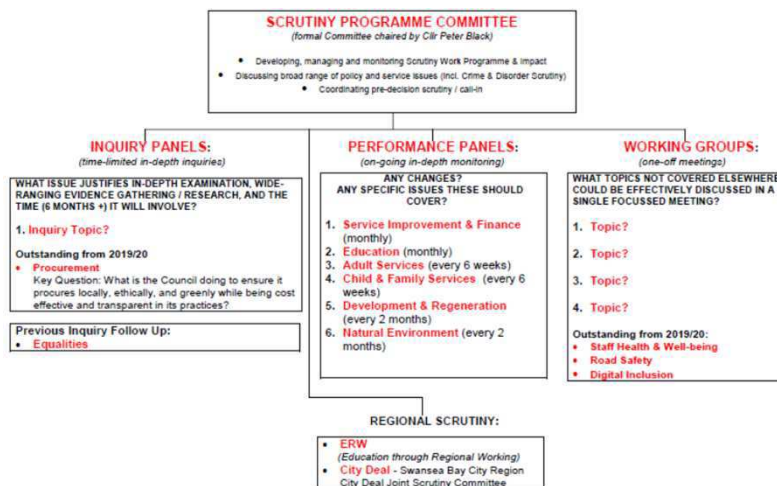 SCRUTINY PROGRAMME COMMITTEE
(formal Committee chaired by Cllr Peter Black)
• Developing, managing and monitoring Scrutiny Work Programme & Impact
• Discussing broad range of policy and service issues (incl. Crime & Disorder Scrutiny)
• Coordinating pre-decision scrutiny / call-in
INQUIRY PANELS:
(time-limited in-depth inquiries)
WHAT ISSUE JUSTIFIES IN-DEPTH EXAMINATION, WIDE-
RANGING EVIDENCE GATHERING / RESEARCH, AND THE
TIME (6 MONTHS +) IT WILL INVOLVE?
1. Inquiry Topic?
Outstanding from 2019/20
• Procurement
Key Question: What is the Council doing to ensure it
procures locally, ethically, and greenly while being cost
effective and transparent in its practices?
Previous Inquiry Follow Up:
• Equalities
PERFORMANCE PANELS:
(on-going in-depth monitoring)
ANY CHANGES?
ANY SPECIFIC ISSUES THESE SHOULD
COVER?
1. Service Improvement & Finance
(monthly)
2. Education (monthly)
3. Adult Services (every 6 weeks)
4. Child & Family Services (every 6
weeks)
5. Development & Regeneration
(every 2 months)
6. Natural Environment (every 2
months)
WORKING GROUPS:
(one-off meetings)
WHAT TOPICS NOT COVERED ELSEWHERE
COULD BE EFFECTIVELY DISCUSSED IN A
SINGLE FOCUSSED MEETING?
1. Topic?
2. Topic?
3. Topic?
4. Topic?
Outstanding from 2019/20:
• Staff Health & Well-being
• Road Safety
• Digital Inclusion
REGIONAL SCRUTINY:
• ERW
(Education through Regional Working)
• City Deal - Swansea Bay City Region
City Deal Joint Scrutiny Committee